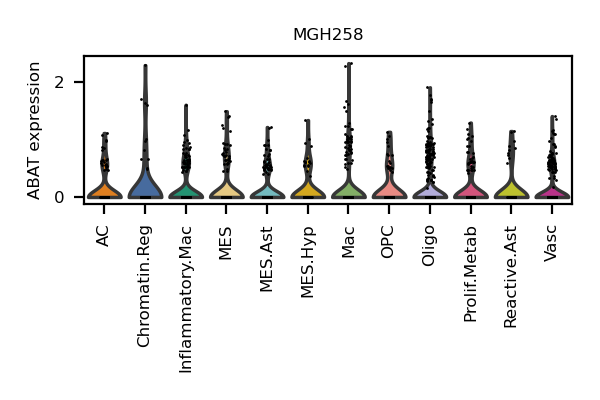 MGH258
ABAT expression
2
0
AC
Chromatin.Reg
Inflammatory.Mac
MES
MES.Ast
MES.Hyp
Mac
OPC
Oligo
Prolif.Metab
Reactive.Ast
Vasc